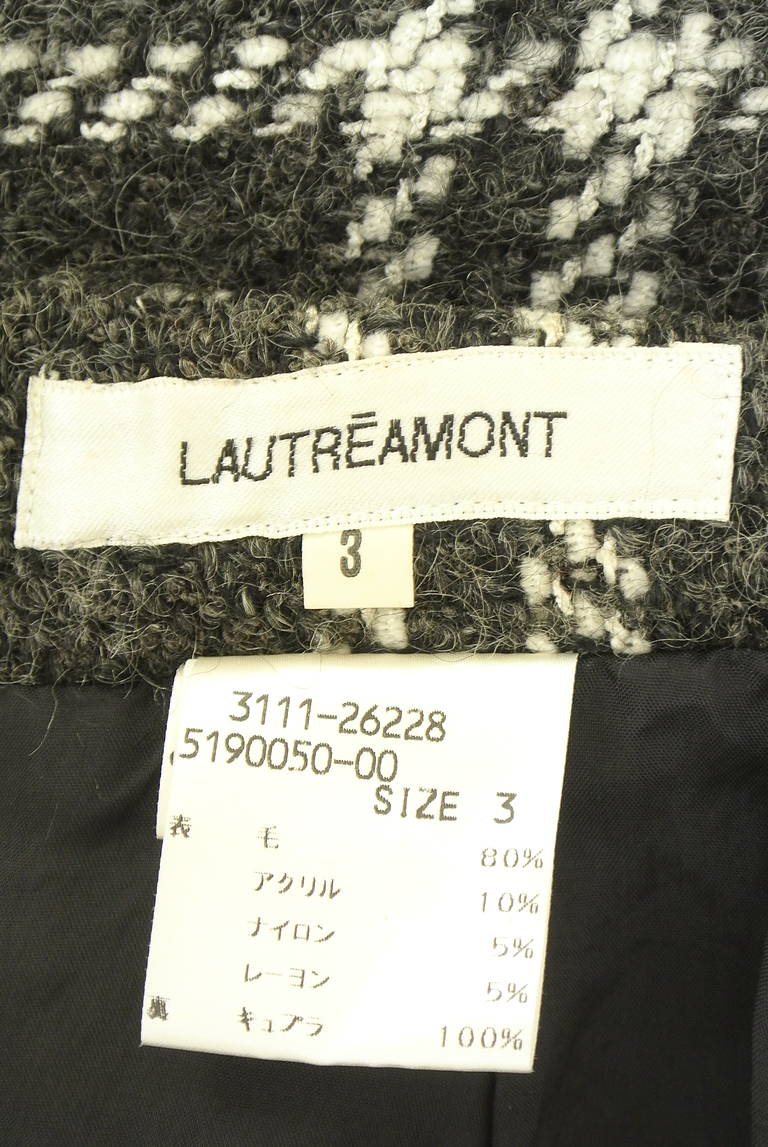 LAUTRĒAMONT
3
3111-26228
5190050-00
SIZE 3
表 毛 80%
アクリル 10%
ナイロン 5%
レーヨン 5%
裏 キュプラ 100%